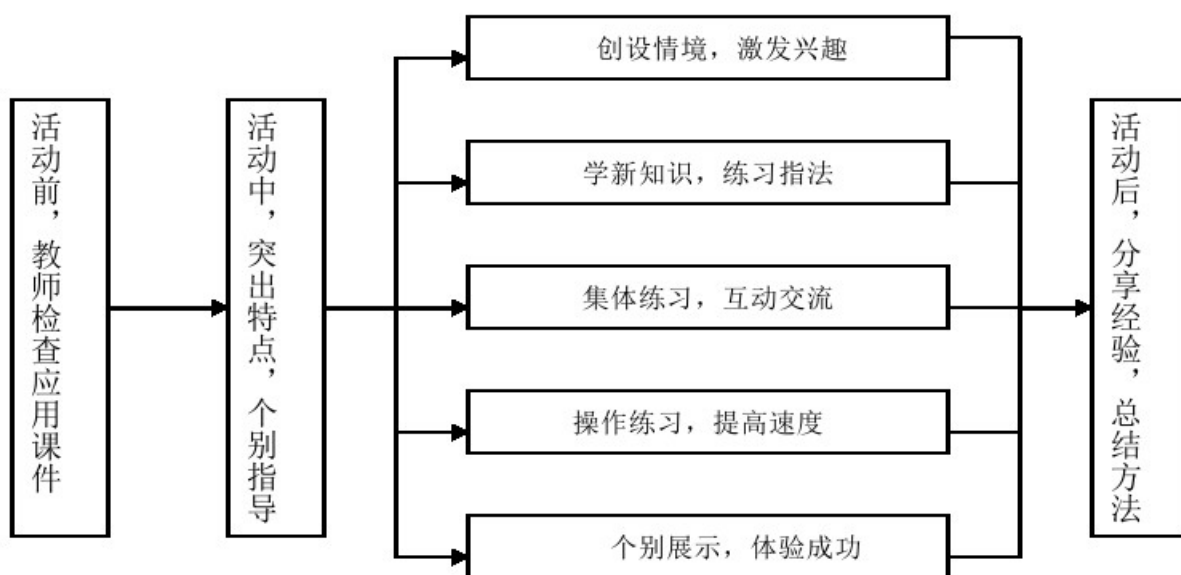 活动前，教师检查应用课件
活动中，突出特点，个别指导
创设情境，激发兴趣
学新知识，练习指法
集体练习，互动交流
操作练习，提高速度
个别展示，体验成功
活动后，分享经验，总结方法